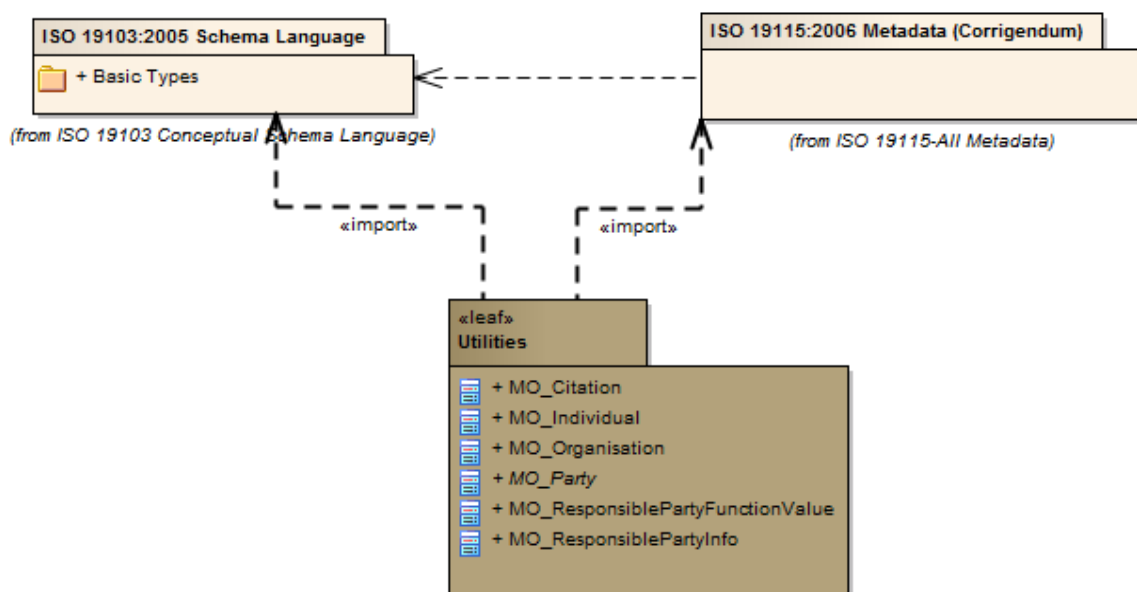 ISO 19103:2005 Schema Language
+ Basic Types
(from ISO 19103 Conceptual Schema Language)
ISO 19115:2006 Metadata (Corrigendum)
(from ISO 19115-All Metadata)
«import»
«import»
«leaf»
Utilities
+ MO_Citation
+ MO_Individual
+ MO_Organisation
+ MO_Party
+ MO_ResponsiblePartyFunctionValue
+ MO_ResponsiblePartyInfo